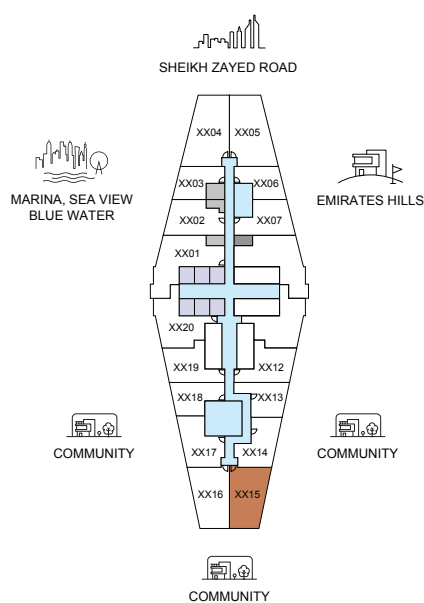 SHEIKH ZAYED ROAD
XX04 XX05
MARINA, SEA VIEW
BLUE WATER
XX03 XX06
EMIRATES HILLS
XX02 XX07
XX01
XX20
XX19 XX12
XX18 XX13
COMMUNITY
XX17 XX14
COMMUNITY
XX16 XX15
COMMUNITY